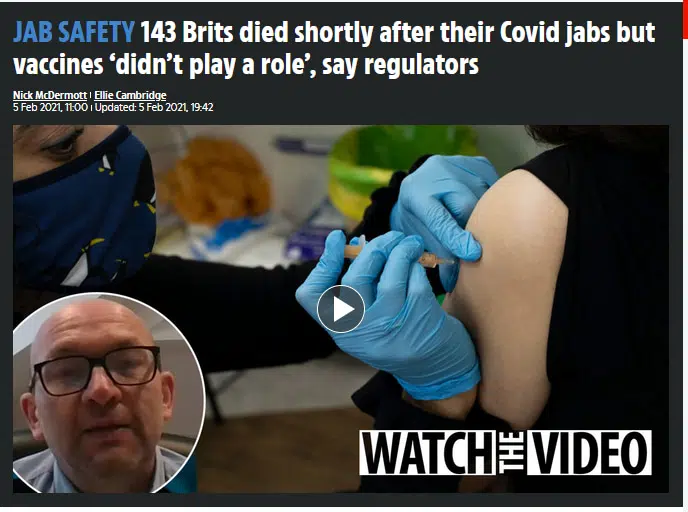 JAB SAFETY 143 Brits died shortly after their Covid jabs but
vaccines ‘didn’t play a role’, say regulators
Nick McDermott | Ellie Cambridge
5 Feb 2021, 11:00 | Updated: 5 Feb 2021, 19:42
WATCH THE VIDEO